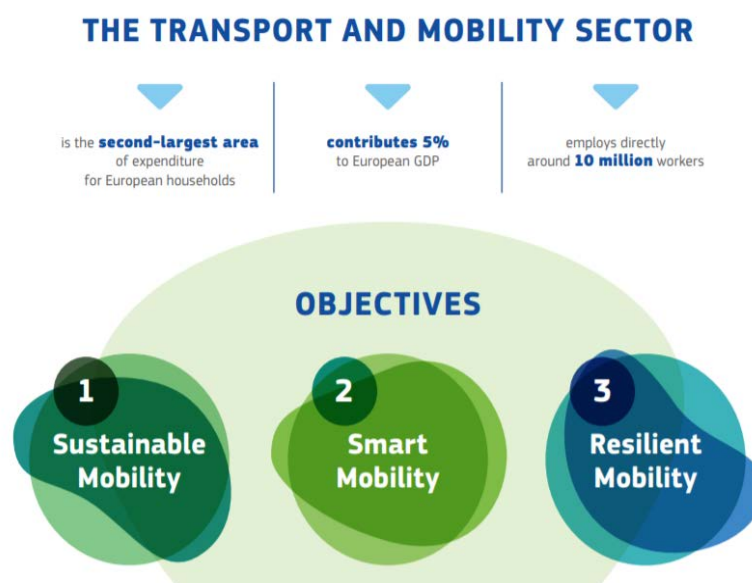 THE TRANSPORT AND MOBILITY SECTOR
is the second-largest area
of expenditure
for European households
contributes 5%
to European GDP
employs directly
around 10 million workers
OBJECTIVES
1
Sustainable
Mobility
2
Smart
Mobility
3
Resilient
Mobility